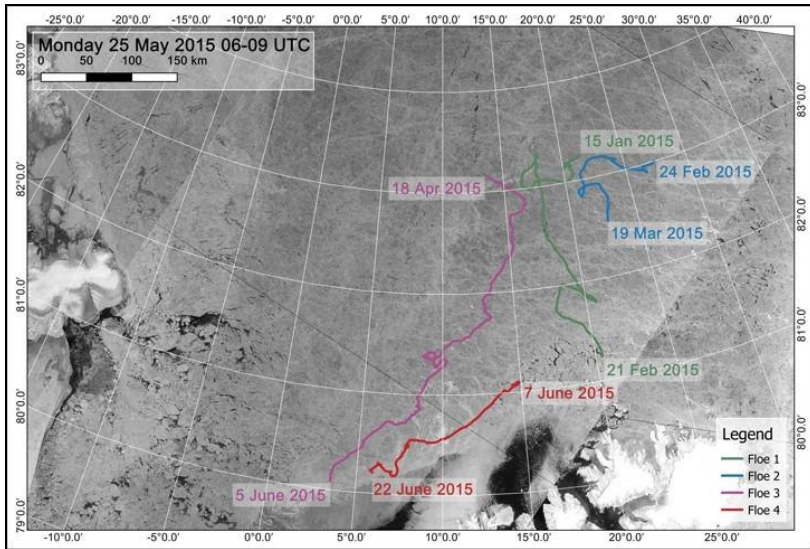 -25°0.0' -20°0.0' -15°0.0' -10°0.0' -5°0.0' 0°0.0' 5°0.0' 10°0.0' 15°0.0' 20°0.0' 25°0.0' 30°0.0' 35°0.0' 40°0.0'
Monday 25 May 2015 06-09 UTC
0 50 100 150 km
83°0.0'
83°0.0'
15 Jan 2015
24 Feb 2015
82°0.0'
18 Apr 2015
82°0.0'
19 Mar 2015
81°0.0'
81°0.0'
21 Feb 2015
7 June 2015
80°0.0'
80°0.0'
Legend
Floe 1
Floe 2
Floe 3
Floe 4
22 June 2015
5 June 2015
79°0.0'
-10°0.0' -5°0.0' 0°0.0' 5°0.0' 10°0.0' 15°0.0' 20°0.0' 25°0.0'